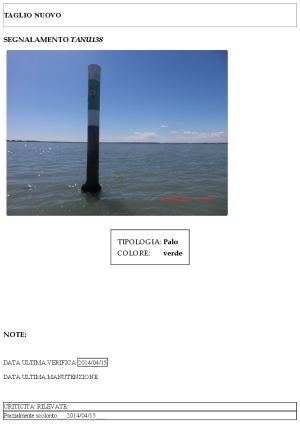 TAGLIO NUOVO
SEGNALAMENTO TANU138
TIPOLOGIA: Palo
COLORE: verde
NOTE:
DATA ULTIMA VERIFICA 2014/04/15
DATA ULTIMA MANUTENZIONE
CRITICITA' RILEVATE
Parzialmente scolorito 2014/04/15